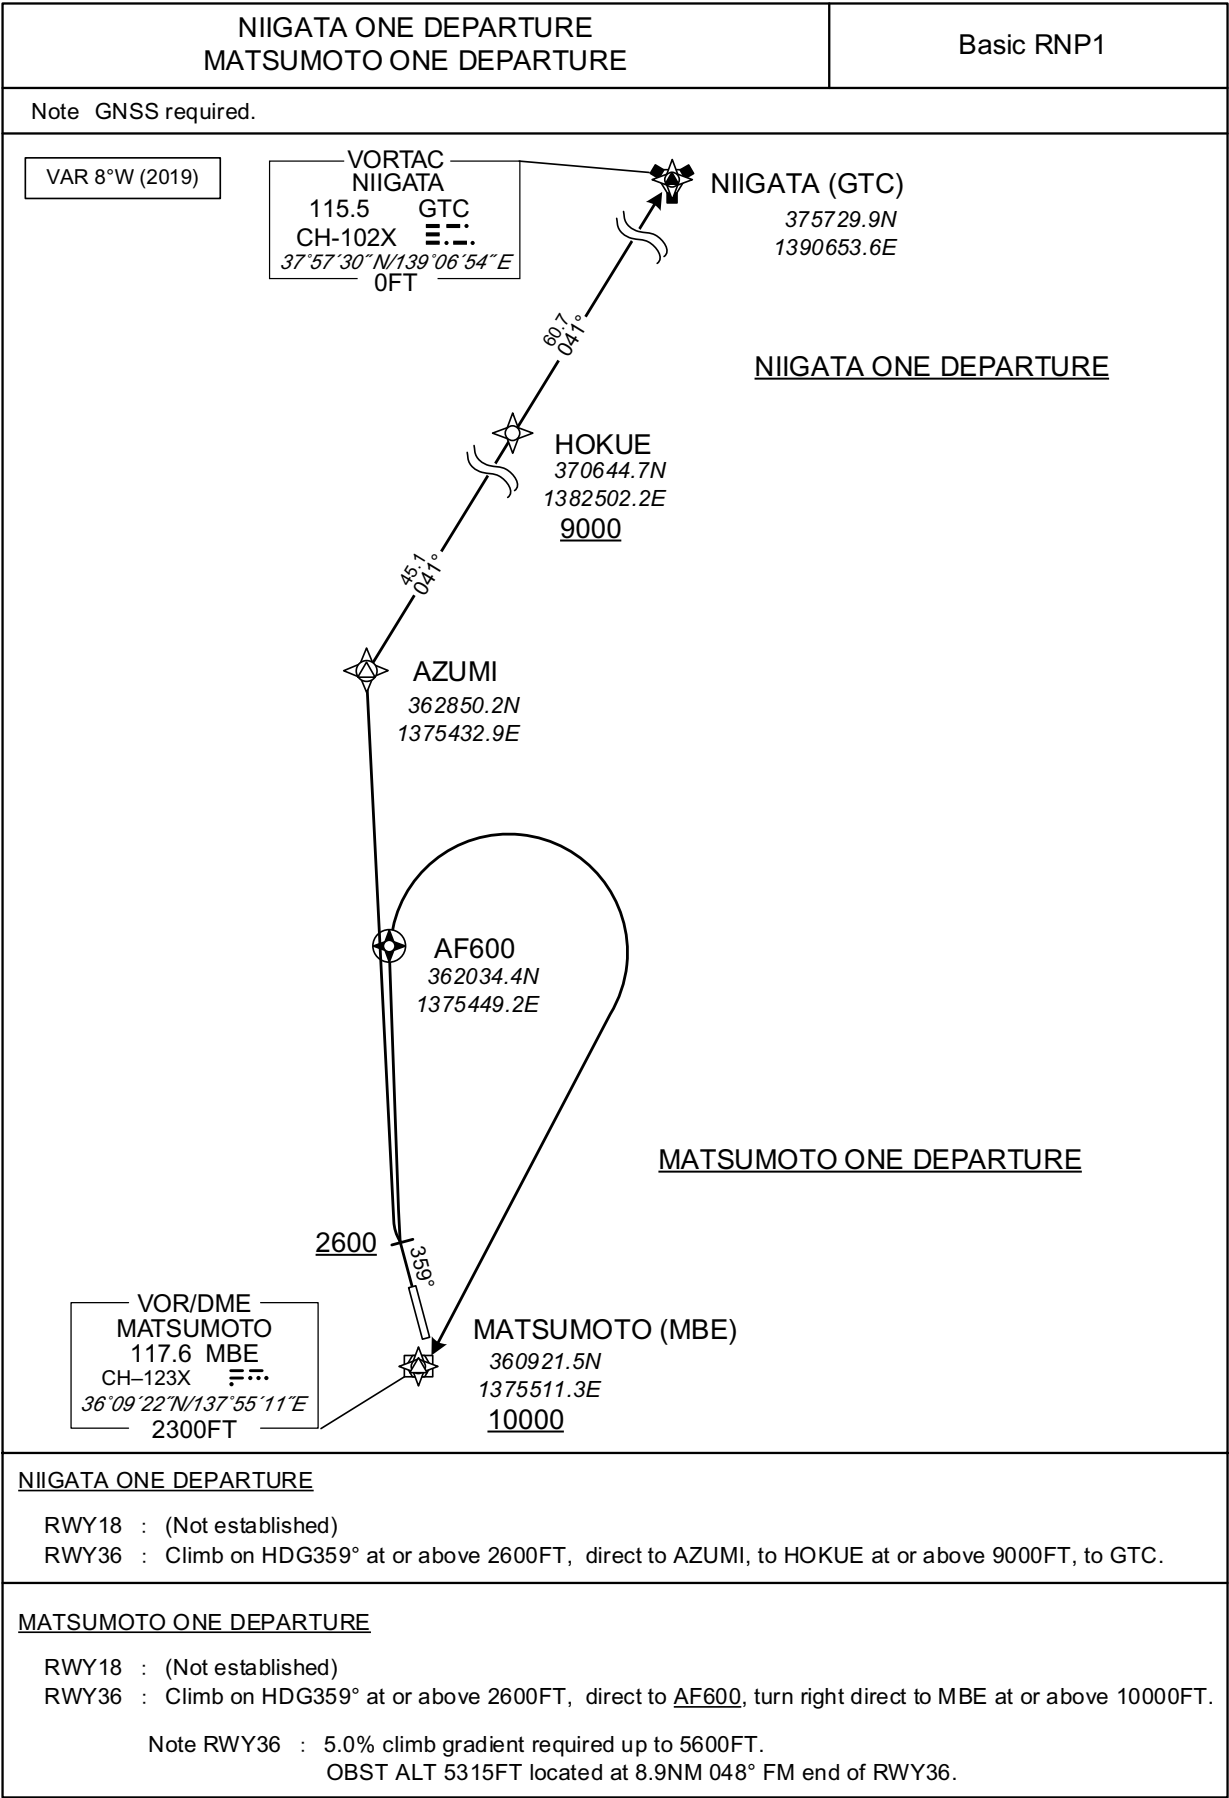 NIIGATA ONE DEPARTURE
MATSUMOTO ONE DEPARTURE
Basic RNP1
Note GNSS required.
VAR 8°W (2019)
VORTAC
NIIGATA
115.5 GTC
CH-102X
37°57´30˝N/139°06´54˝E
0FT
NIIGATA (GTC)
375729.9N
1390653.6E
60.7
041°
NIIGATA ONE DEPARTURE
HOKUE
370644.7N
1382502.2E
9000
45.1
041°
AZUMI
362850.2N
1375432.9E
AF600
362034.4N
1375449.2E
MATSUMOTO ONE DEPARTURE
2600
359°
VOR/DME
MATSUMOTO
117.6 MBE
CH–123X
36°09´22˝N/137°55´11˝E
2300FT
MATSUMOTO (MBE)
360921.5N
1375511.3E
10000
NIIGATA ONE DEPARTURE
RWY18 : (Not established)
RWY36 : Climb on HDG359° at or above 2600FT, direct to AZUMI, to HOKUE at or above 9000FT, to GTC.
MATSUMOTO ONE DEPARTURE
RWY18 : (Not established)
RWY36 : Climb on HDG359° at or above 2600FT, direct to AF600, turn right direct to MBE at or above 10000FT.
Note RWY36 : 5.0% climb gradient required up to 5600FT.
OBST ALT 5315FT located at 8.9NM 048° FM end of RWY36.